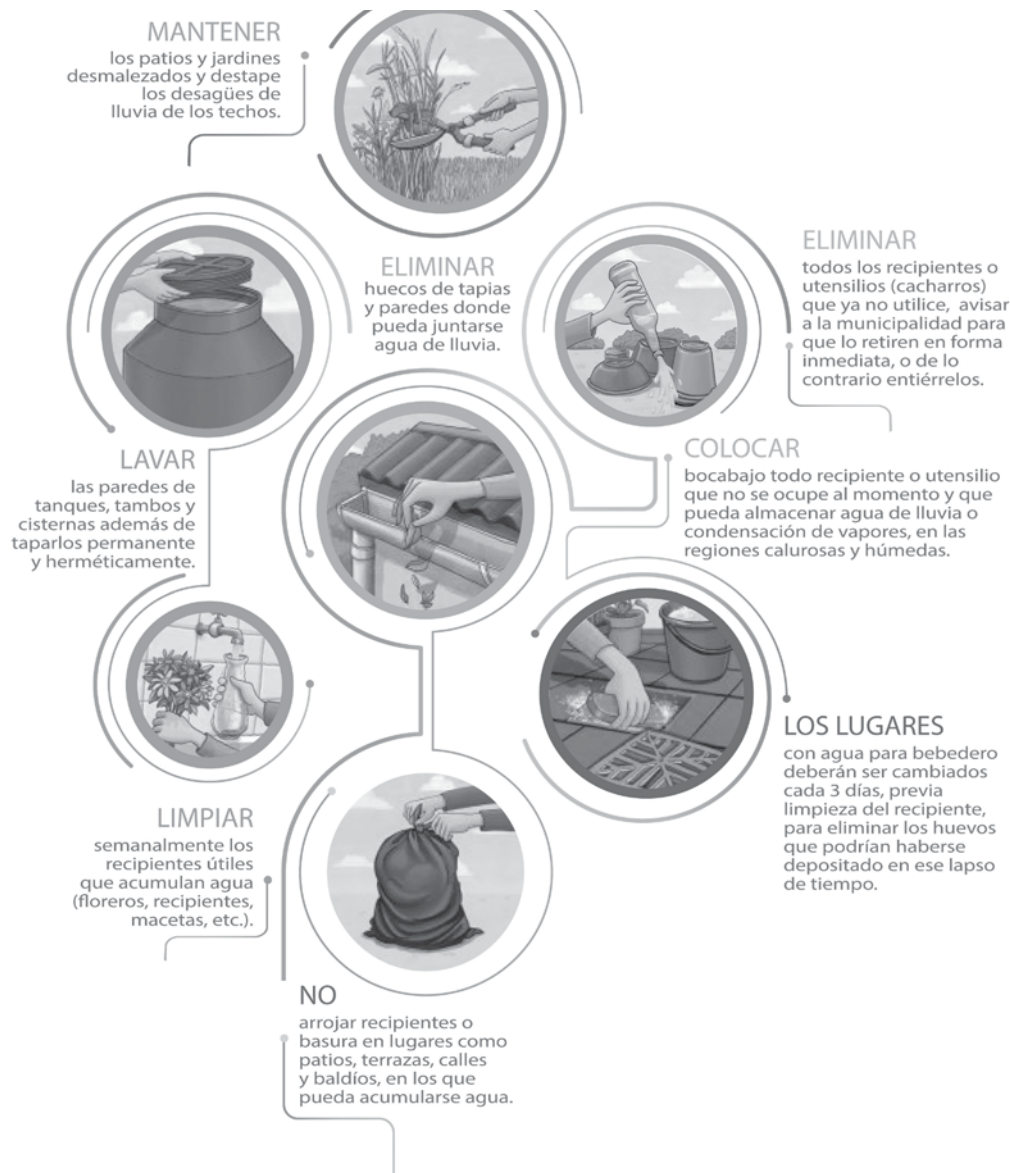 MANTENER
los patios y jardines
desmalezados y destape
los desagües de
lluvia de los techos.
ELIMINAR
huecos de tapias
y paredes donde
pueda juntarse
agua de lluvia.
ELIMINAR
todos los recipientes o
utensilios (cacharros)
que ya no utilice, avisar
a la municipalidad para
que lo retiren en forma
inmediata, o de lo
contrario entiérrelos.
LAVAR
las paredes de
tanques, tambos y
cisternas además de
taparlos permanente
y herméticamente.
COLOCAR
bocabajo todo recipiente o utensilio
que no se ocupe al momento y que
pueda almacenar agua de lluvia o
condensación de vapores, en las
regiones calurosas y húmedas.
LOS LUGARES
con agua para bebedero
deberán ser cambiados
cada 3 días, previa
limpieza del recipiente,
para eliminar los huevos
que podrían haberse
depositado en ese lapso
de tiempo.
LIMPIAR
semanalmente los
recipientes útiles
que acumulan agua
(floreros, recipientes,
macetas, etc.).
NO
arrojar recipientes o
basura en lugares como
patios, terrazas, calles
y baldíos, en los que
pueda acumularse agua.